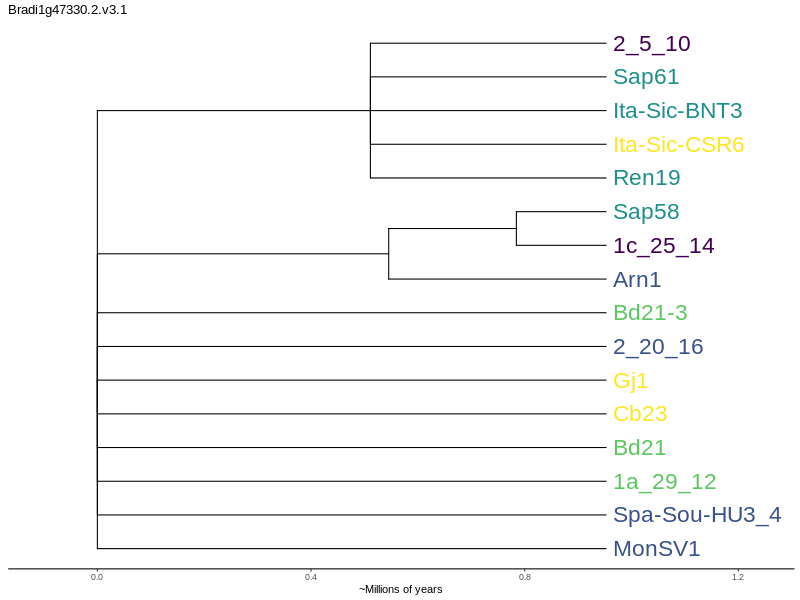 Bradi1g47330.2.v3.1
2_5_10
Sap61
Ita-Sic-BNT3
Ita-Sic-CSR6
Ren19
Sap58
1c_25_14
Arn1
Bd21-3
2_20_16
Gj1
Cb23
Bd21
1a_29_12
Spa-Sou-HU3_4
MonSV1
0.0 0.4 0.8 1.2
~Millions of years